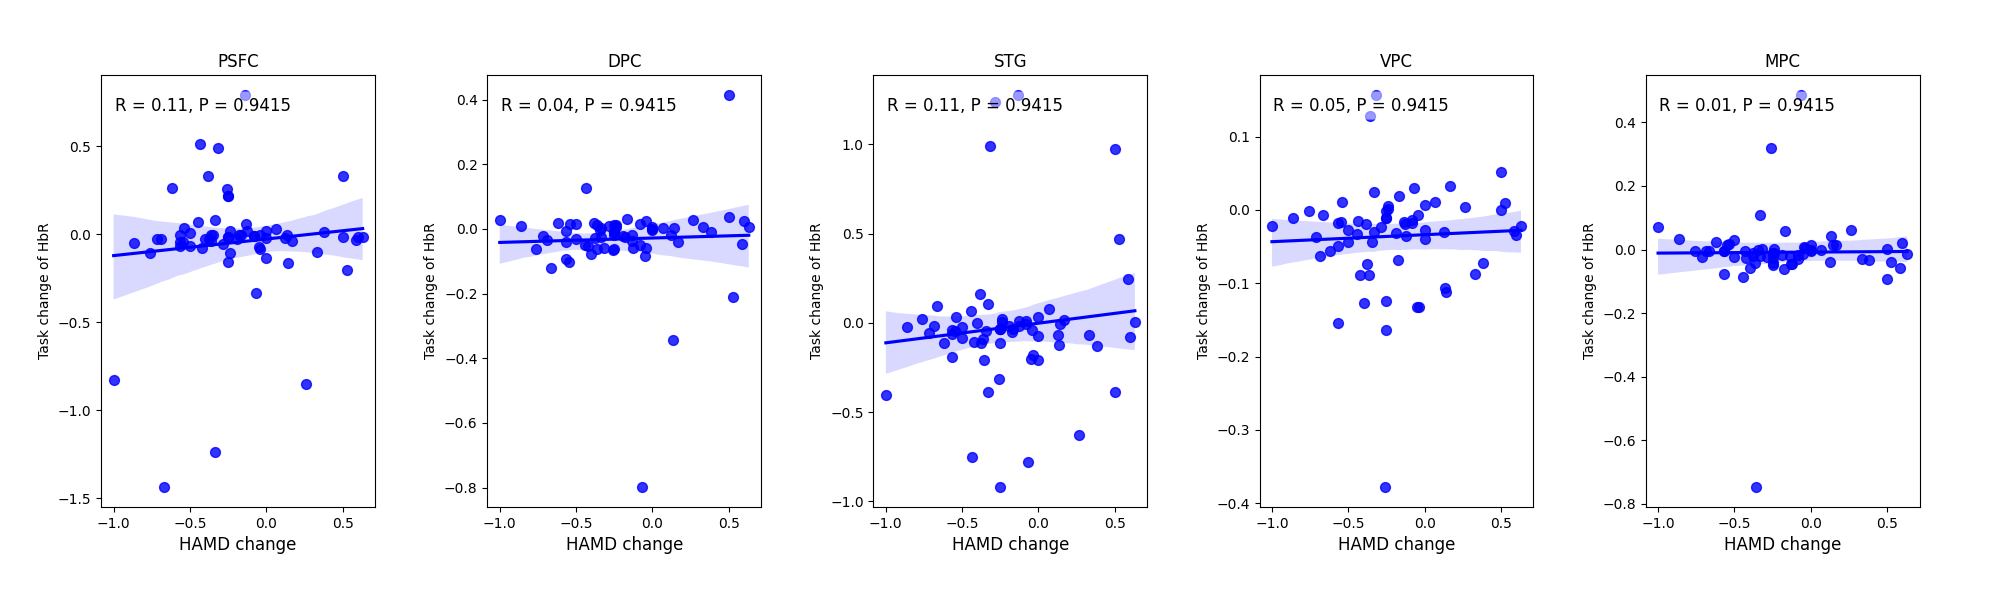 PSFC
R = 0.11, P = 0.9415
Task change of HbR
0.5
0.0
−0.5
−1.0
−1.5
−1.0 −0.5 0.0 0.5
HAMD change
DPC
R = 0.04, P = 0.9415
Task change of HbR
0.4
0.2
0.0
−0.2
−0.4
−0.6
−0.8
−1.0 −0.5 0.0 0.5
HAMD change
STG
R = 0.11, P = 0.9415
Task change of HbR
1.0
0.5
0.0
−0.5
−1.0
−1.0 −0.5 0.0 0.5
HAMD change
VPC
R = 0.05, P = 0.9415
Task change of HbR
0.1
0.0
−0.1
−0.2
−0.3
−0.4
−1.0 −0.5 0.0 0.5
HAMD change
MPC
R = 0.01, P = 0.9415
Task change of HbR
0.4
0.2
0.0
−0.2
−0.4
−0.6
−0.8
−1.0 −0.5 0.0 0.5
HAMD change